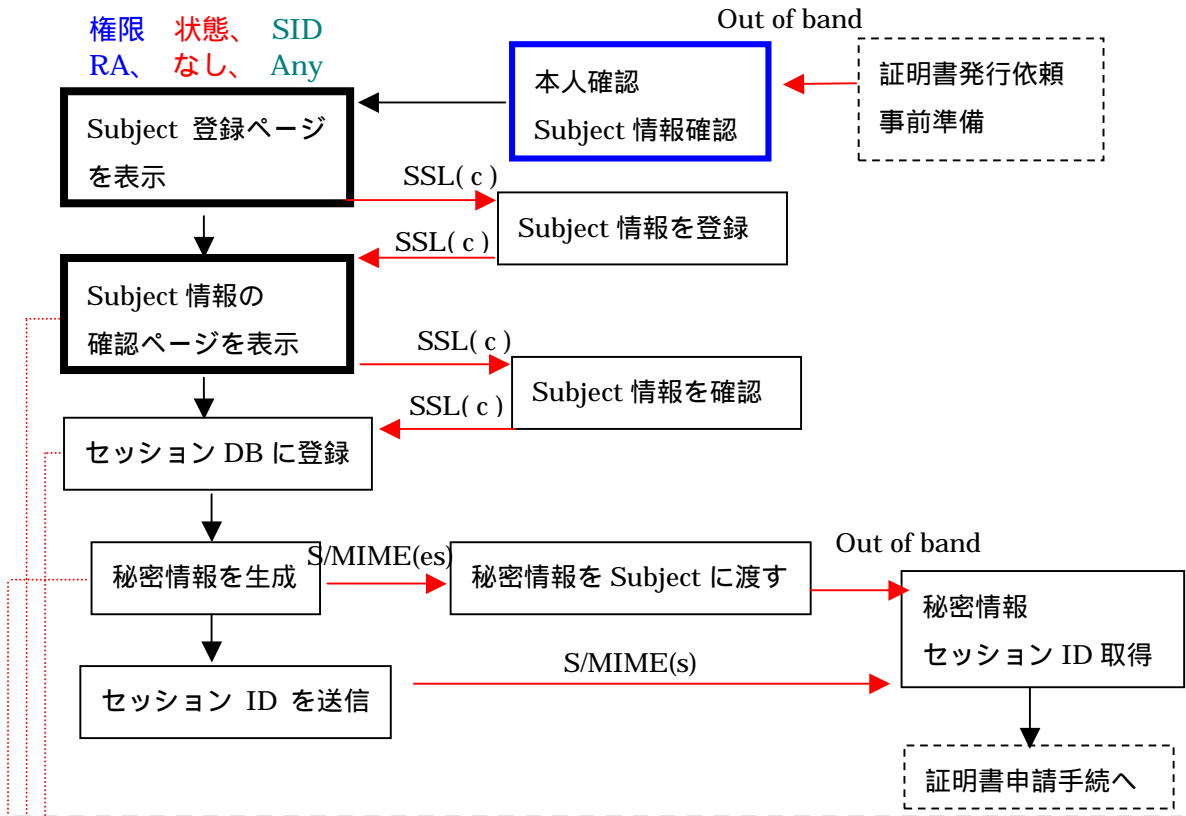 Out of band
権限 状態、 SID
RA、 なし、 Any
Subject 登録ページ
を表示
本人確認
Subject 情報確認
証明書発行依頼
事前準備
SSL( c )
Subject 情報を登録
SSL( c )
Subject 情報の
確認ページを表示
SSL( c )
Subject 情報を確認
SSL( c )
セッション DB に登録
秘密情報を生成
S/MIME(es)
秘密情報を Subject に渡す
Out of band
秘密情報
セッション ID 取得
セッション ID を送信
S/MIME(s)
証明書申請手続へ